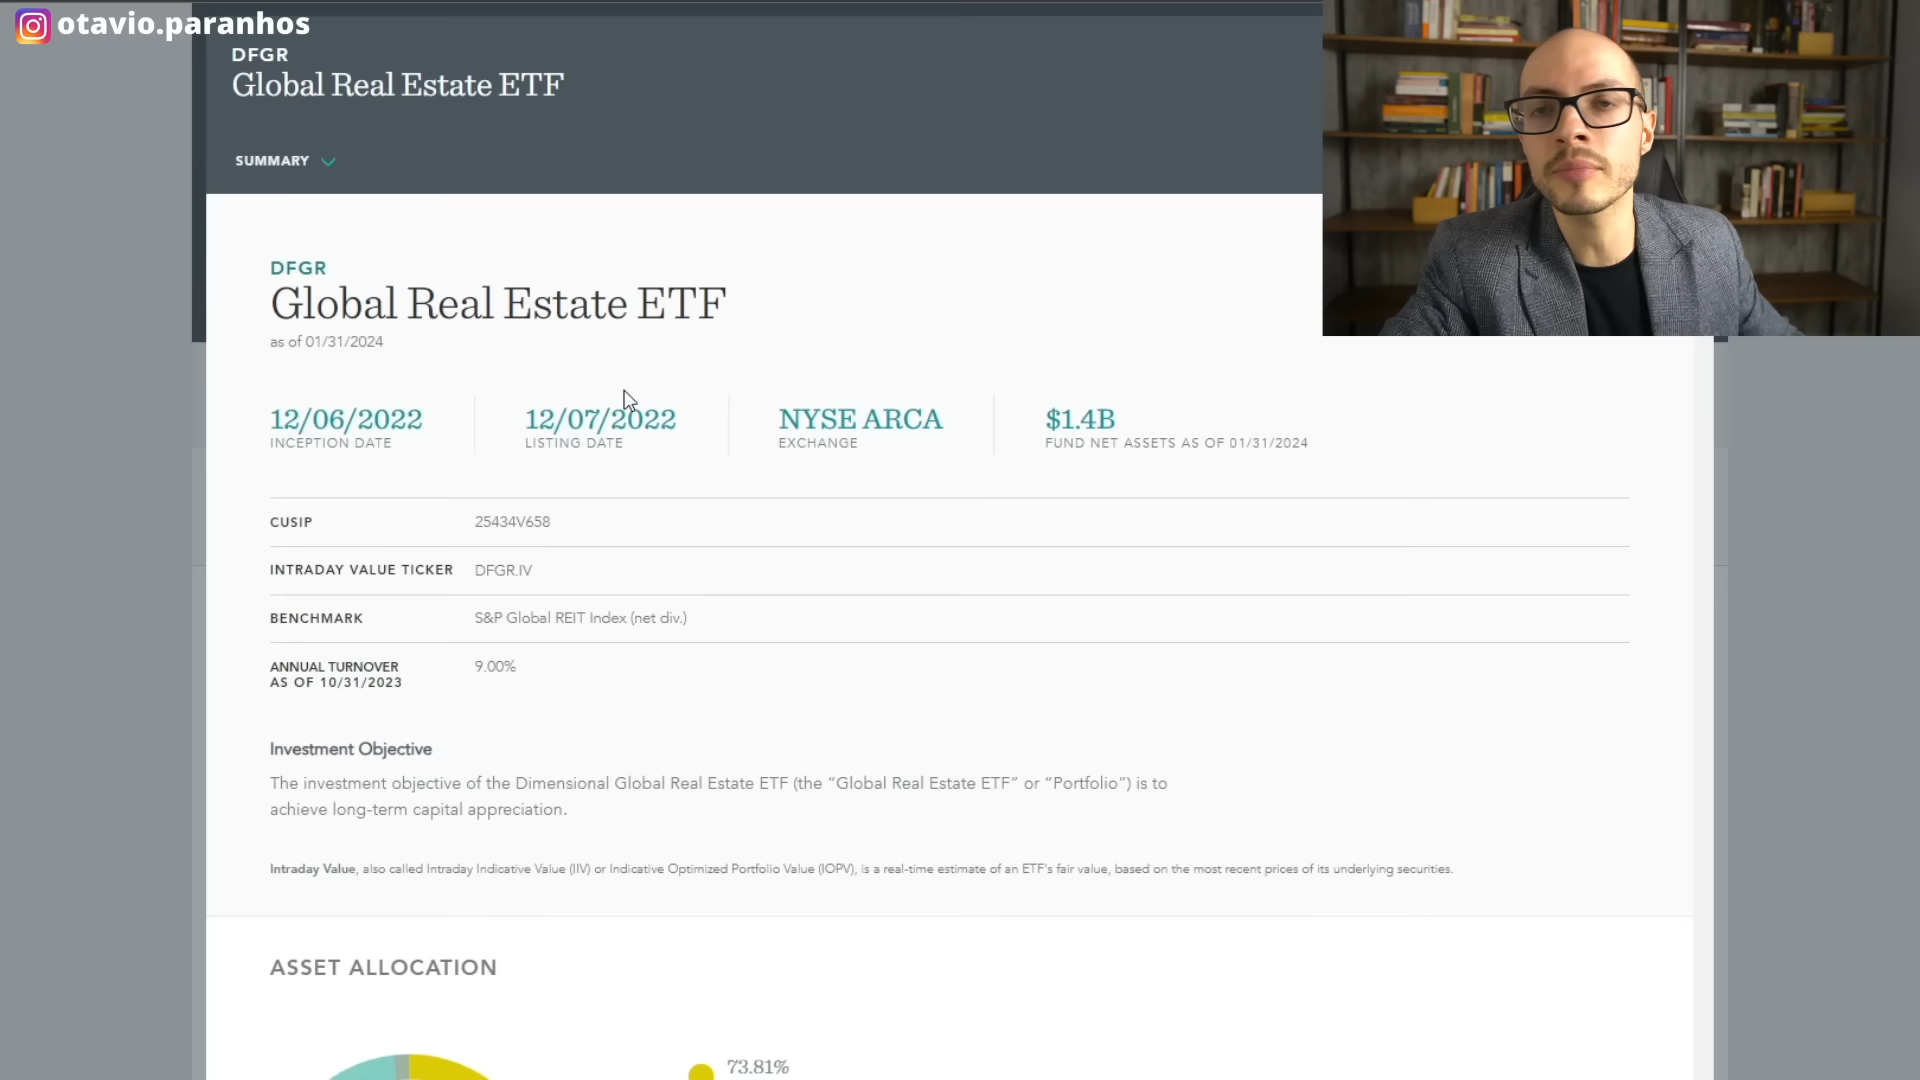 otavio.paranhos
DFGR
Global Real Estate ETF
SUMMARY
DFGR
Global Real Estate ETF
as of 01/31/2024
12/06/2022
INCEPTION DATE
12/07/2022
LISTING DATE
NYSE ARCA
EXCHANGE
$1.4B
FUND NET ASSETS AS OF 01/31/2024
CUSIP 25434V658
INTRADAY VALUE TICKER DFGR.IV
BENCHMARK S&P Global REIT Index (net div.)
ANNUAL TURNOVER 9.00%
AS OF 10/31/2023
Investment Objective
The investment objective of the Dimensional Global Real Estate ETF (the “Global Real Estate ETF” or “Portfolio”) is to
achieve long-term capital appreciation.
Intraday Value, also called Intraday Indicative Value (IIV) or Indicative Optimized Portfolio Value (IOPV), is a real-time estimate of an ETF's fair value, based on the most recent prices of its underlying securities.
ASSET ALLOCATION
73.81%